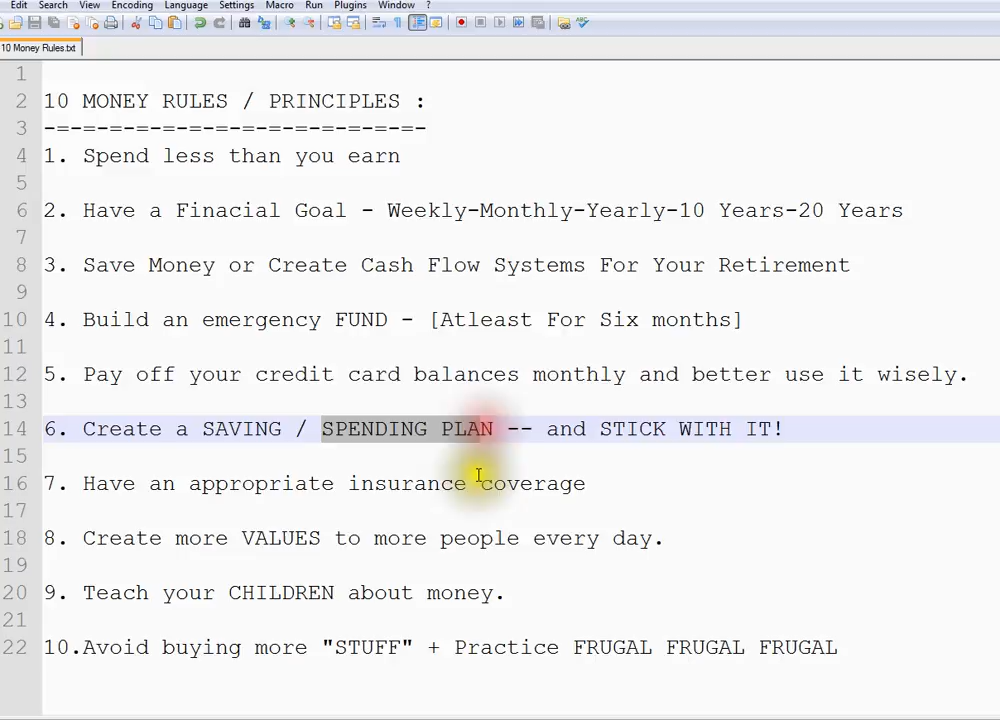 Edit Search View Encoding Language Settings Macro Run Plugins Window ?
10 Money Rules.txt
1
2 10 MONEY RULES / PRINCIPLES :
3 -=-=-=-=-=-=-=-=-=-=-=-=-=-=-
4 1. Spend less than you earn
5
6 2. Have a Finacial Goal - Weekly-Monthly-Yearly-10 Years-20 Years
7
8 3. Save Money or Create Cash Flow Systems For Your Retirement
9
10 4. Build an emergency FUND - [Atleast For Six months]
11
12 5. Pay off your credit card balances monthly and better use it wisely.
13
14 6. Create a SAVING / SPENDING PLAN -- and STICK WITH IT!
15
16 7. Have an appropriate insurance coverage
17
18 8. Create more VALUES to more people every day.
19
20 9. Teach your CHILDREN about money.
21
22 10.Avoid buying more "STUFF" + Practice FRUGAL FRUGAL FRUGAL